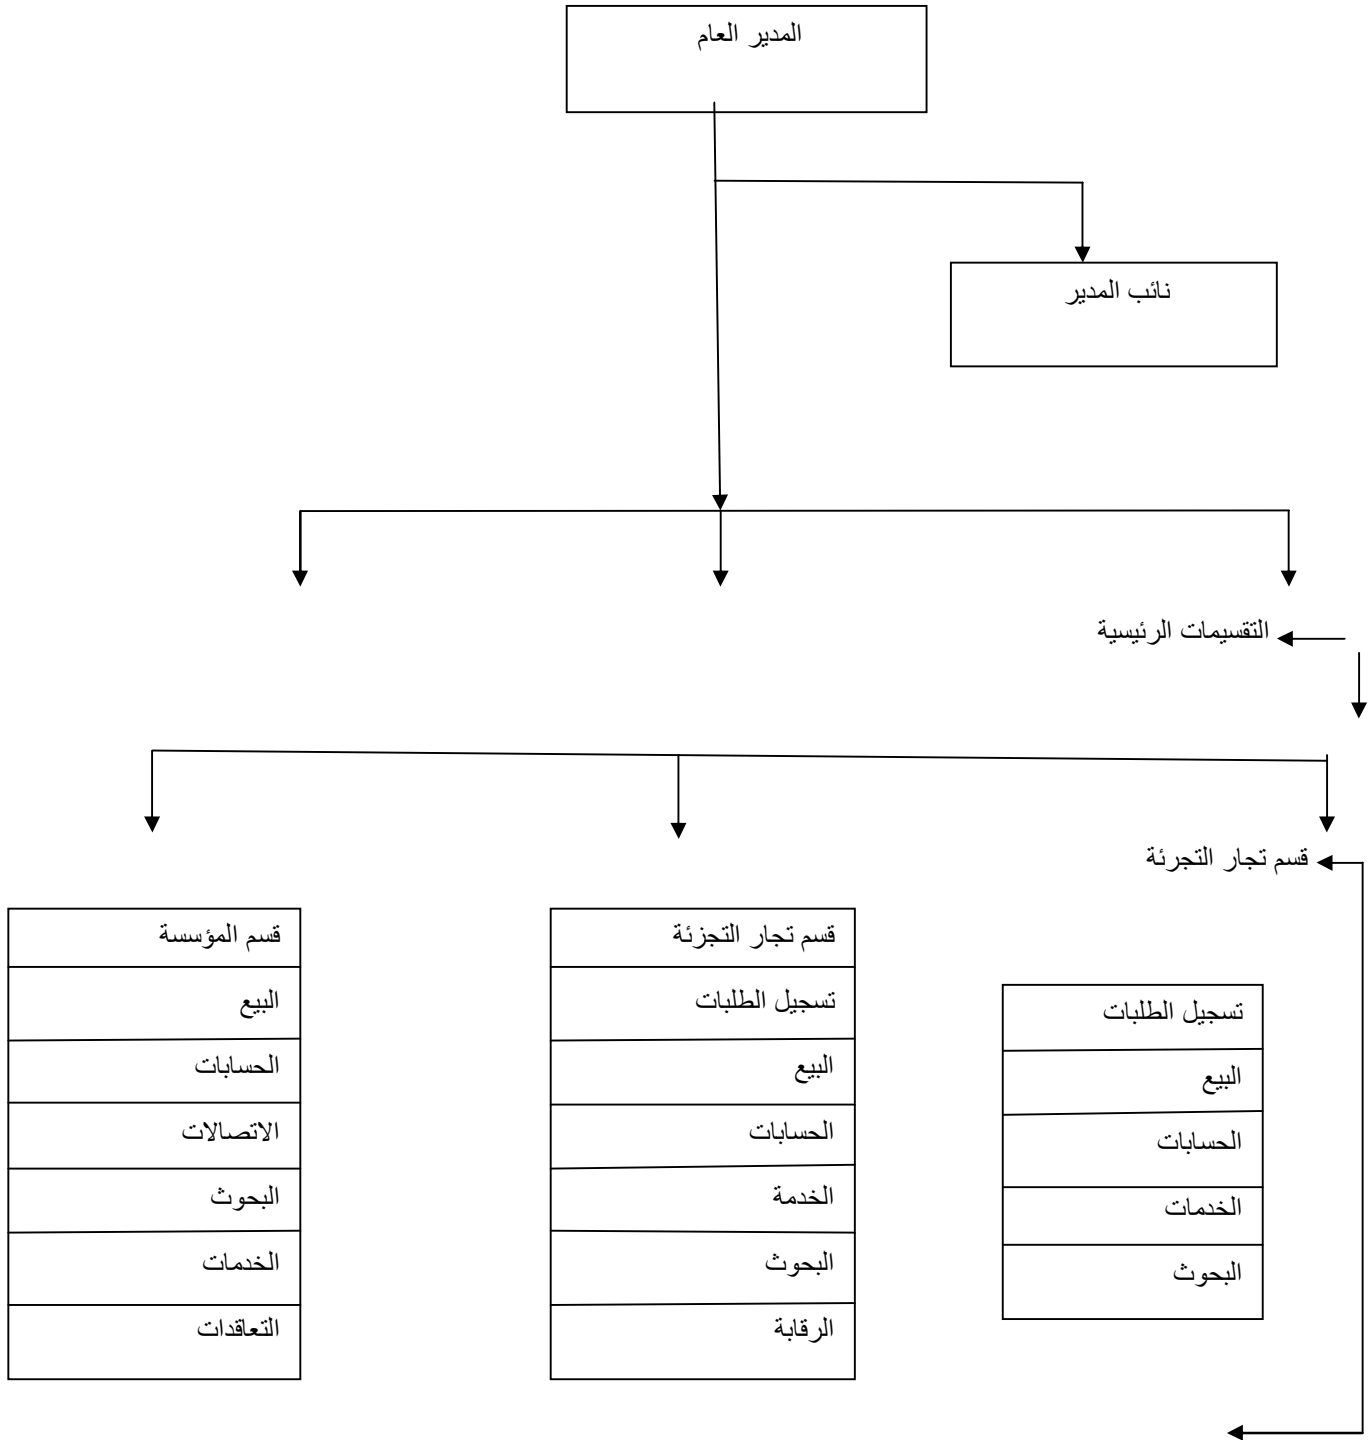 المدير العام
نائب المدير
التقسيمات الرئيسية
قسم تجار التجرئة
تسجيل الطلبات
البيع
الحسابات
الخدمات
البحوث
قسم تجار التجزئة
تسجيل الطلبات
البيع
الحسابات
الخدمة
البحوث
الرقابة
قسم المؤسسة
البيع
الحسابات
الاتصالات
البحوث
الخدمات
التعاقدات